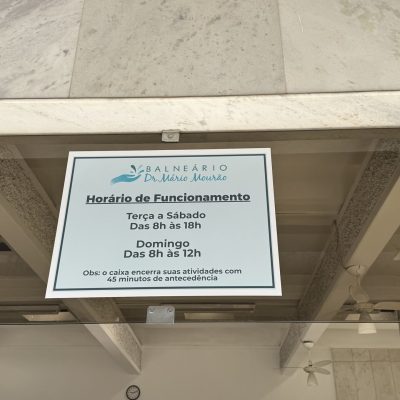 BALNEÁRIO
Dr. Mário Mourão
Horário de Funcionamento
Terça a Sábado
Das 8h às 18h
Domingo
Das 8h às 12h
Obs: o caixa encerra suas atividades com
45 minutos de antecedência